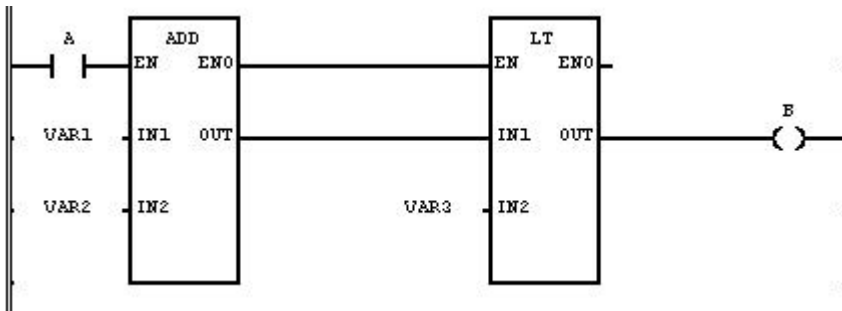 A ADD LT
EN ENO EN ENO
B
VAR1 IN1 OUT IN1 OUT
VAR2 IN2 VAR3 IN2